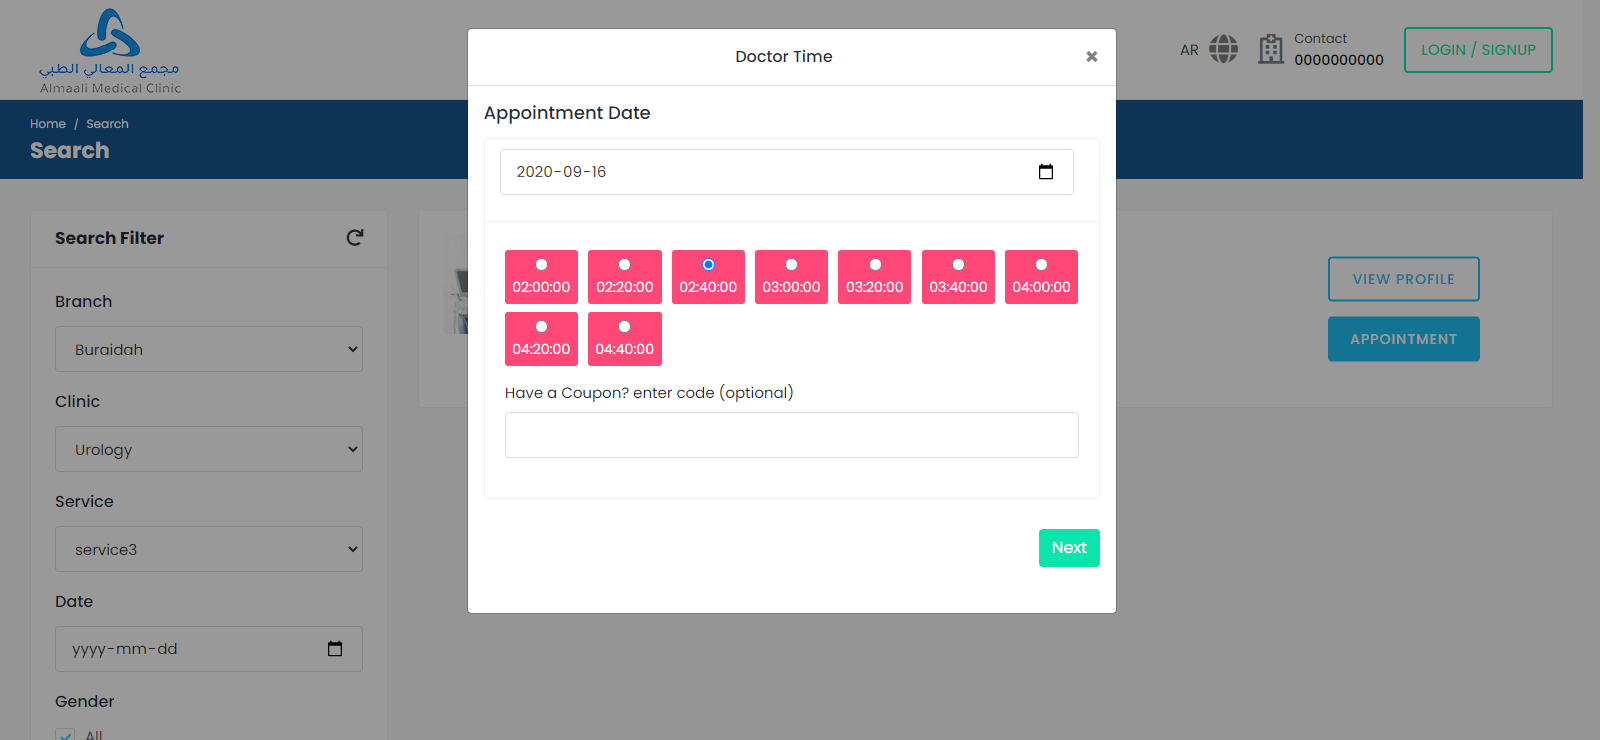 مجمع المعالي الطبي
Almaali Medical Clinic
AR
Contact
0000000000
LOGIN / SIGNUP
Home / Search
Search
Search Filter
Branch
Buraidah
Clinic
Urology
Service
service3
Date
yyyy-mm-dd
Gender
All
Doctor Time
×
Appointment Date
2020-09-16
02:00:00 02:20:00 02:40:00 03:00:00 03:20:00 03:40:00 04:00:00
04:20:00 04:40:00
Have a Coupon? enter code (optional)
Next
VIEW PROFILE
APPOINTMENT